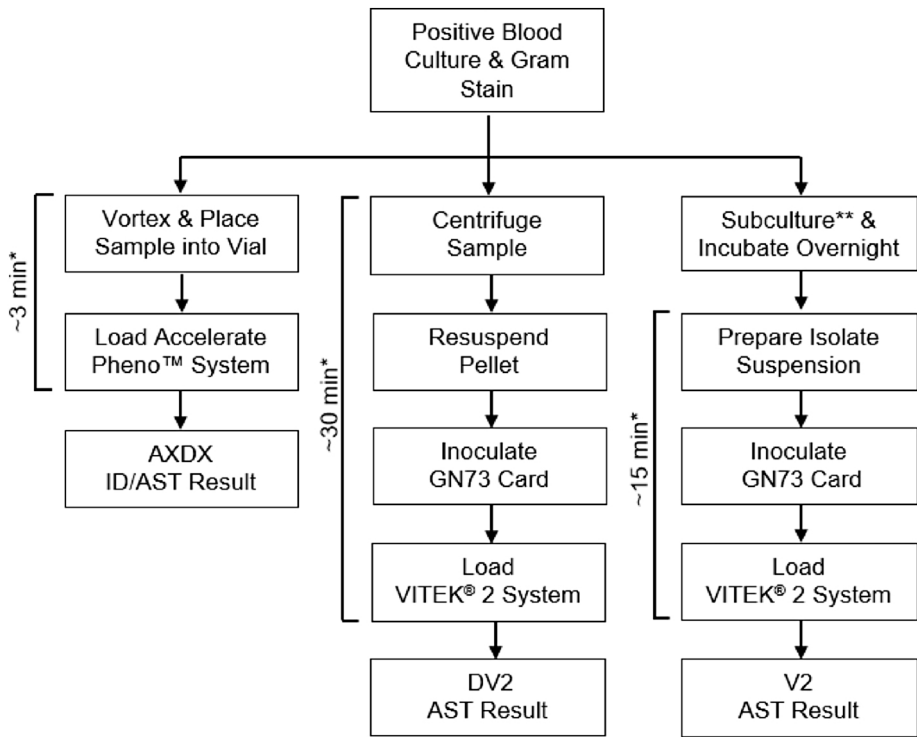 Positive Blood
Culture & Gram
Stain
~3 min*
Vortex & Place
Sample into Vial
Load Accelerate
Pheno™ System
AXDX
ID/AST Result
~30 min*
Centrifuge
Sample
Resuspend
Pellet
Inoculate
GN73 Card
Load
VITEK® 2 System
DV2
AST Result
Subculture** &
Incubate Overnight
~15 min*
Prepare Isolate
Suspension
Inoculate
GN73 Card
Load
VITEK® 2 System
V2
AST Result